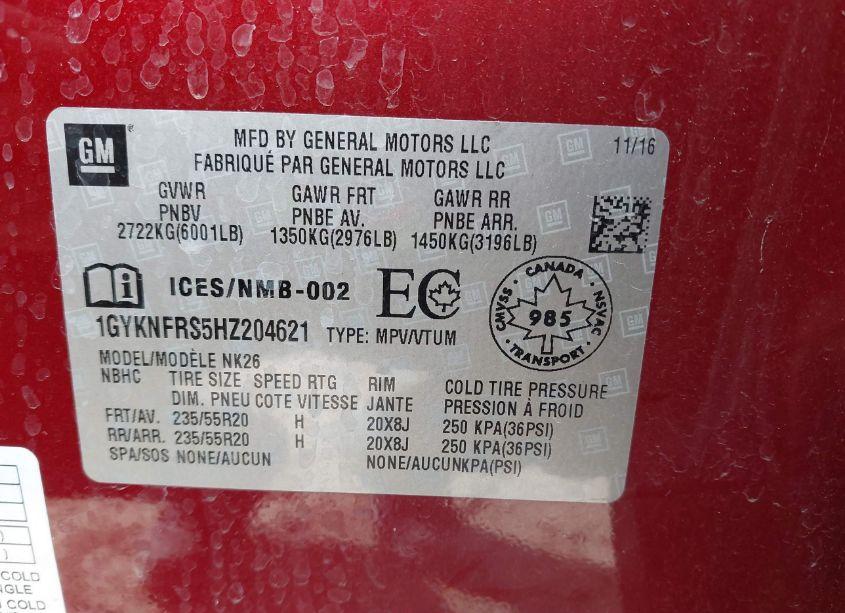 GM
MFD BY GENERAL MOTORS LLC
FABRIQUÉ PAR GENERAL MOTORS LLC
11/16
GVWR GAWR FRT GAWR RR
PNBV PNBE AV. PNBE ARR.
2722KG(6001LB) 1350KG(2976LB) 1450KG(3196LB)
ICES/NMB-002 EC
CANADA
CMVSS 985 NSVAC
TRANSPORT
1GYKNFRS5HZ204621 TYPE: MPV/VTUM
MODEL/MODÈLE NK26
NBHC TIRE SIZE SPEED RTG RIM COLD TIRE PRESSURE
DIM. PNEU COTE VITESSE JANTE PRESSION À FROID
FRT/AV. 235/55R20 H 20X8J 250 KPA(36PSI)
RR/ARR. 235/55R20 H 20X8J 250 KPA(36PSI)
SPA/SOS NONE/AUCUN NONE/AUCUNKPA(PSI)
COLD
COLD